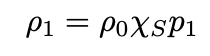 ρ₁ = ρ₀χ_S p₁